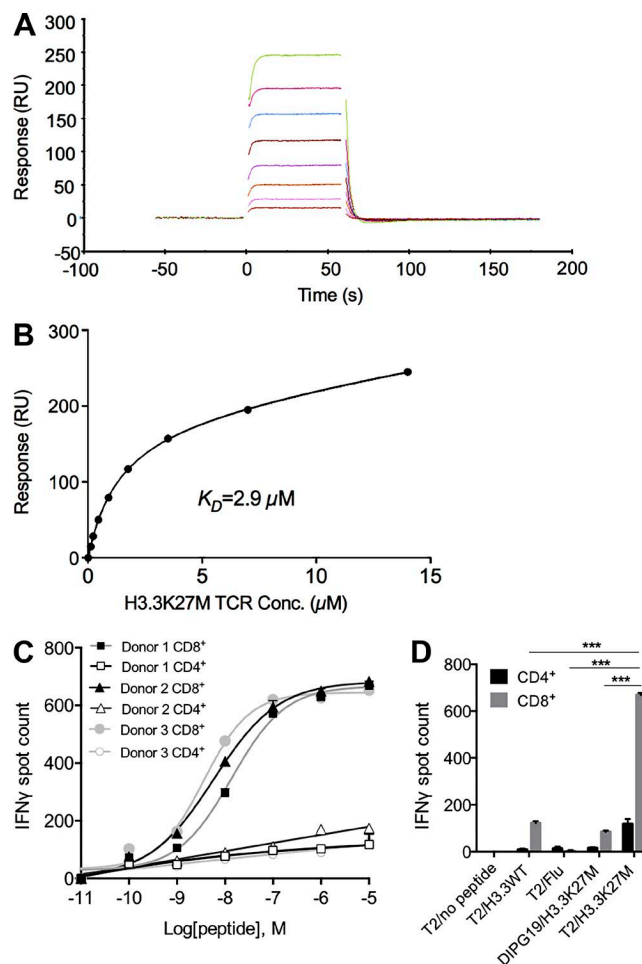 A
300
250
200
150
100
50
0
-50
Response (RU)
-100 -50 0 50 100 150 200
Time (s)
B
300
200
100
0
Response (RU)
K_D=2.9 μM
0 5 10 15
H3.3K27M TCR Conc. (μM)
C
Donor 1 CD8⁺
Donor 1 CD4⁺
Donor 2 CD8⁺
Donor 2 CD4⁺
Donor 3 CD8⁺
Donor 3 CD4⁺
800
600
400
200
0
IFNγ spot count
-11 -10 -9 -8 -7 -6 -5
Log[peptide], M
D
***
***
***
CD4⁺
CD8⁺
800
600
400
200
0
IFNγ spot count
T2/no peptide
T2/H3.3WT
T2/Flu
DIPG19/H3.3K27M
T2/H3.3K27M